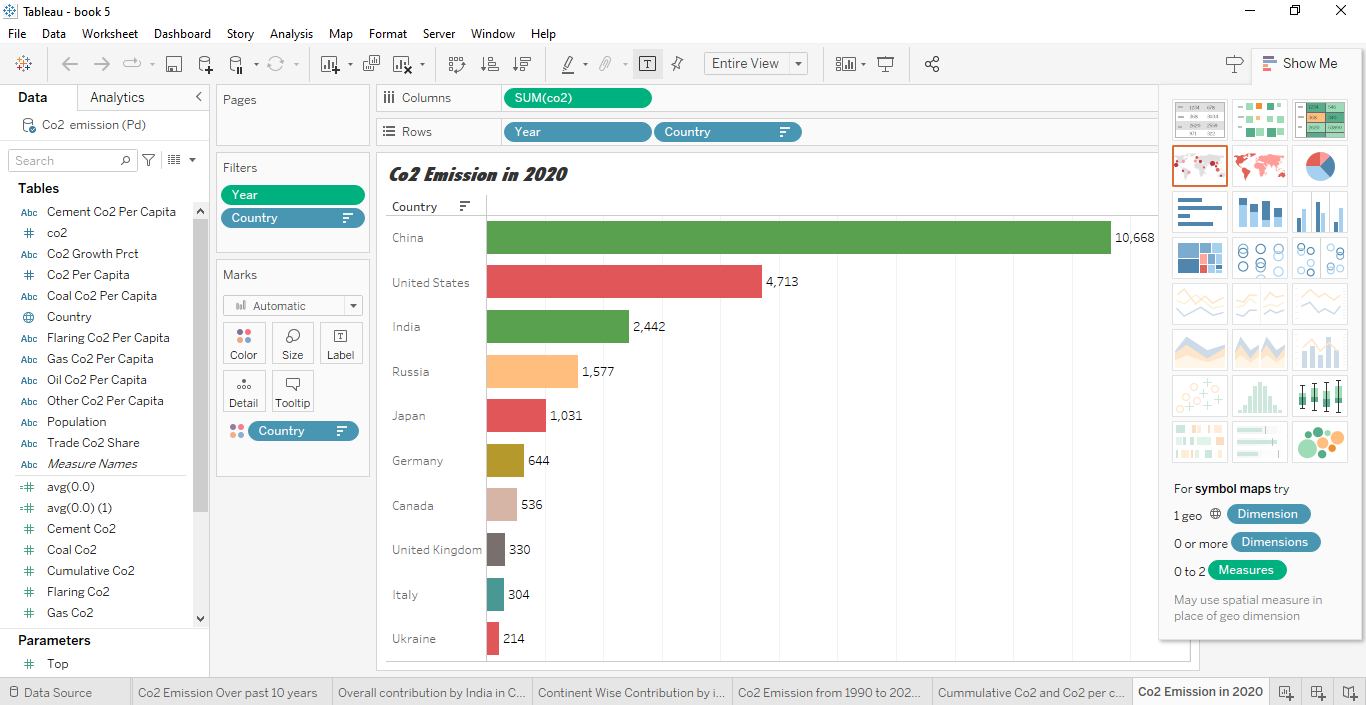 Tableau - book 5
File Data Worksheet Dashboard Story Analysis Map Format Server Window Help
Entire View
Show Me
Data Analytics
Co2 emission (Pd)
Search
Tables
Abc Cement Co2 Per Capita
co2
Abc Co2 Growth Prct
Co2 Per Capita
Abc Coal Co2 Per Capita
Country
Abc Flaring Co2 Per Capita
Abc Gas Co2 Per Capita
Abc Oil Co2 Per Capita
Abc Other Co2 Per Capita
Abc Population
Abc Trade Co2 Share
Abc Measure Names
avg(0.0)
avg(0.0) (1)
Cement Co2
Coal Co2
Cumulative Co2
Flaring Co2
Gas Co2
Parameters
Top
Pages
Filters
Year
Country
Marks
Automatic
Color Size Label
Detail Tooltip
Country
Columns SUM(co2)
Rows Year Country
Co2 Emission in 2020
Country
China 10,668
United States 4,713
India 2,442
Russia 1,577
Japan 1,031
Germany 644
Canada 536
United Kingdom 330
Italy 304
Ukraine 214
For symbol maps try
1 geo Dimension
0 or more Dimensions
0 to 2 Measures
May use spatial measure in
place of geo dimension
Data Source Co2 Emission Over past 10 years Overall contribution by India in C... Continent Wise Contribution by i... Co2 Emission from 1990 to 202... Cummulative Co2 and Co2 per c... Co2 Emission in 2020